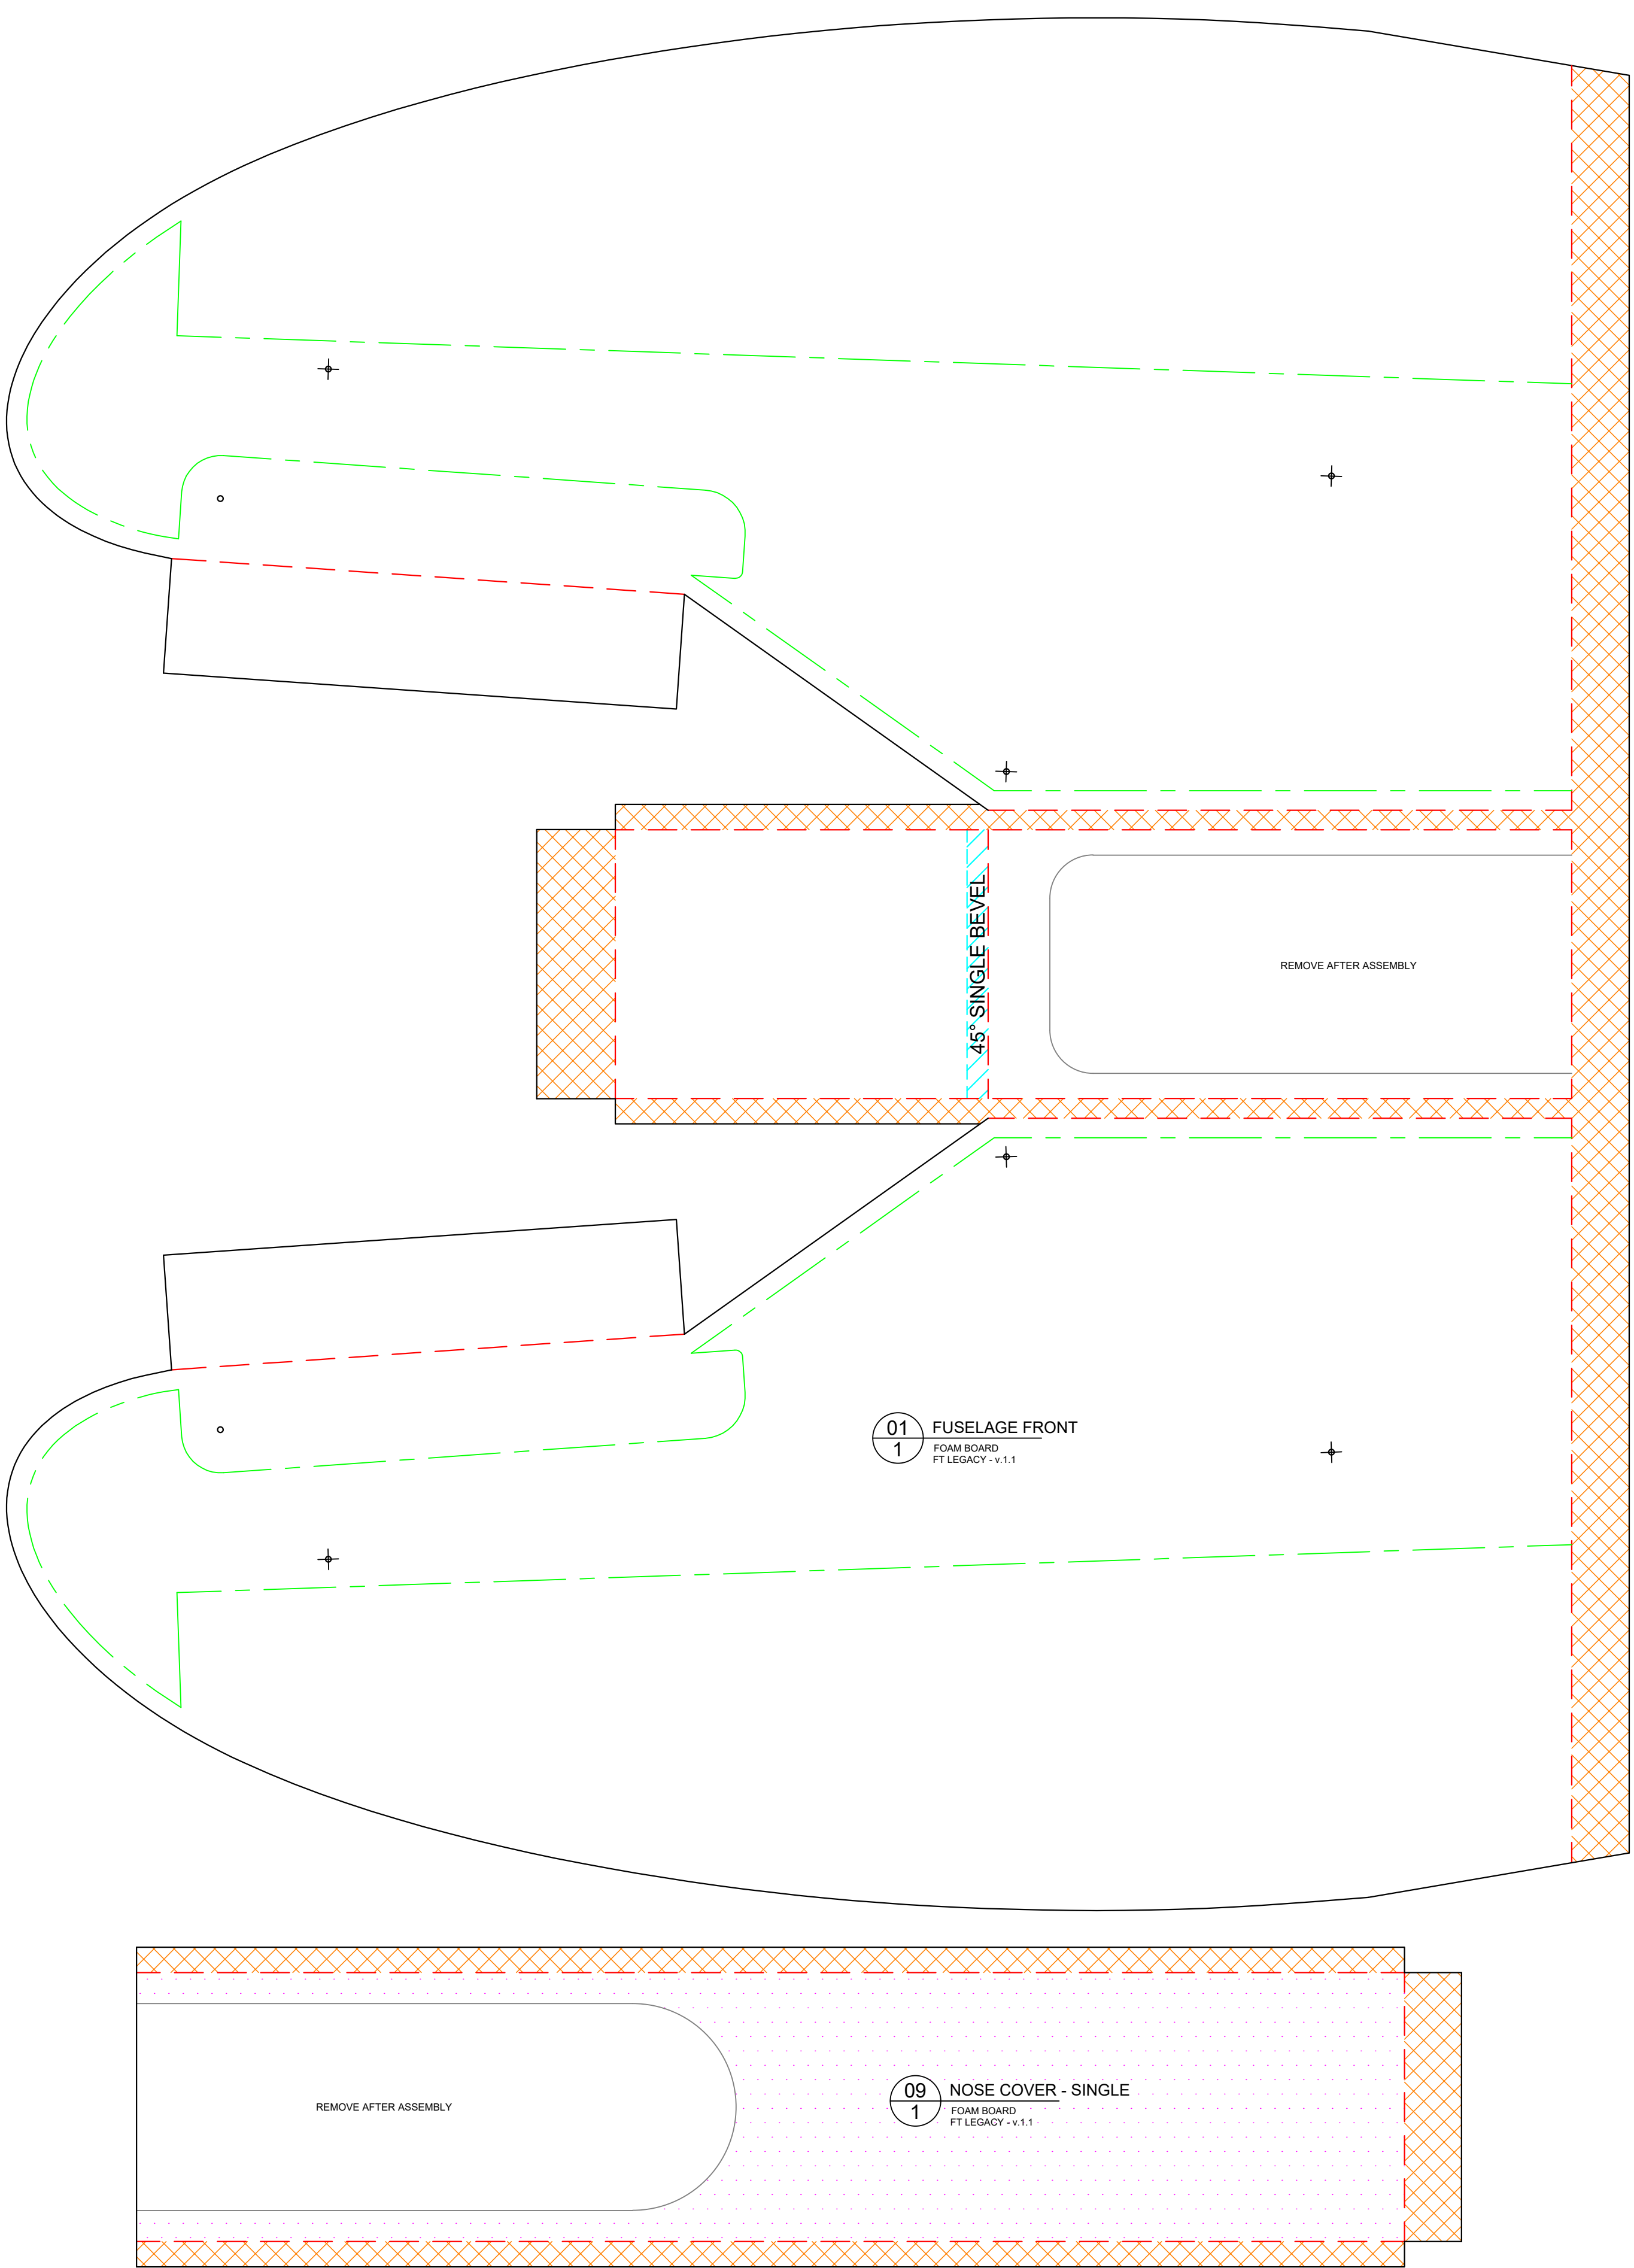 45° SINGLE BEVEL
REMOVE AFTER ASSEMBLY
01
1
FUSELAGE FRONT
FOAM BOARD
FT LEGACY - v.1.1
REMOVE AFTER ASSEMBLY
09
1
NOSE COVER - SINGLE
FOAM BOARD
FT LEGACY - v.1.1